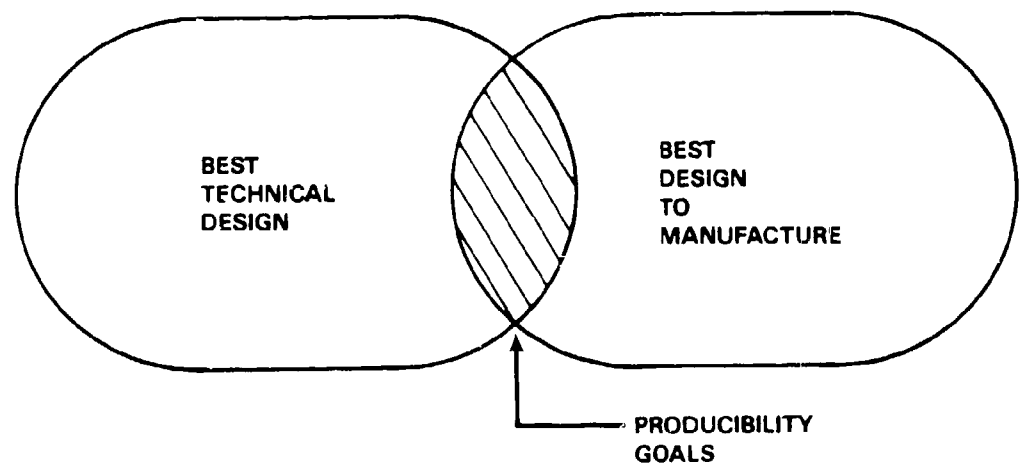 BEST
TECHNICAL
DESIGN
BEST
DESIGN
TO
MANUFACTURE
PRODUCIBILITY
GOALS